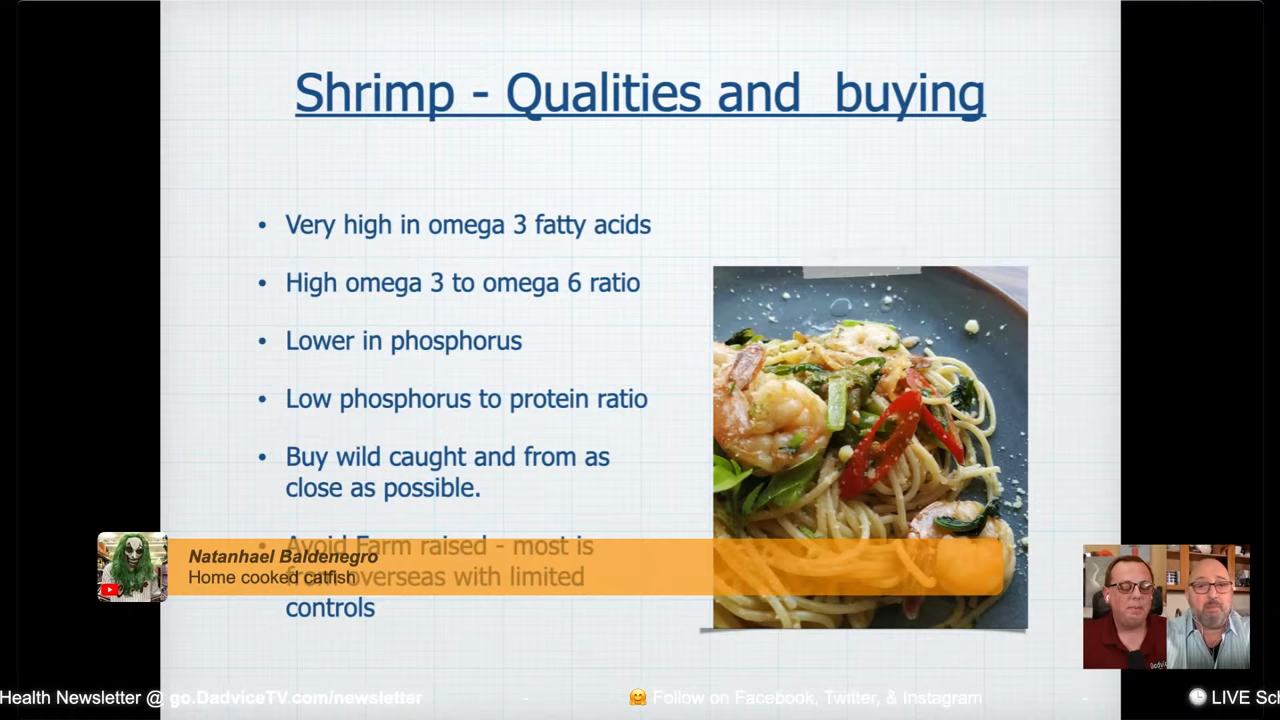 Shrimp - Qualities and buying
• Very high in omega 3 fatty acids
• High omega 3 to omega 6 ratio
• Lower in phosphorus
• Low phosphorus to protein ratio
• Buy wild caught and from as
close as possible.
• Avoid Farm raised - most is
from overseas with limited
controls
Natanhael Baldenegro
Home cooked catfish
Health Newsletter @ go.DadviceTV.com/newsletter - 🤗 Follow on Facebook, Twitter, & Instagram - 🕒 LIVE Sch